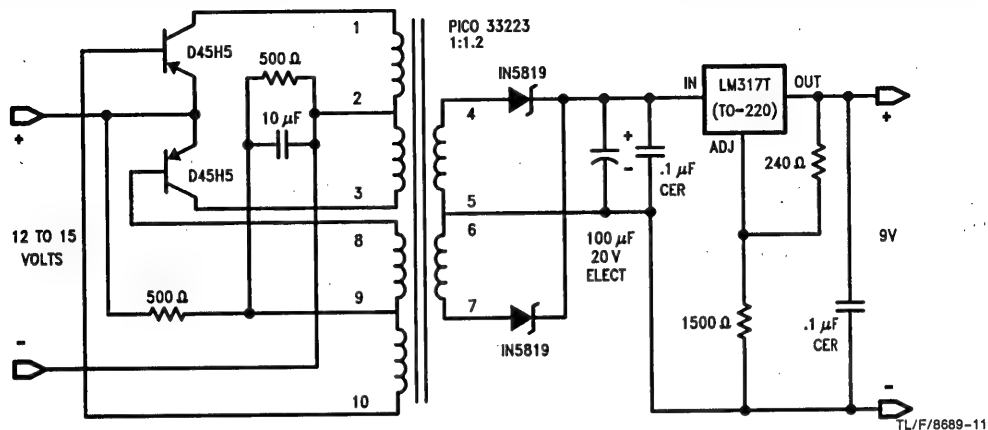 1
PICO 33223
1:1.2
D45H5
500 Ω
IN5819
IN
LM317T
(TO-220)
OUT
ADJ
2
4
+
10 μF
+
-
.1 μF
CER
240 Ω
+
D45H5
3
5
12 TO 15
VOLTS
8
6
100 μF
20 V
ELECT
9V
500 Ω
9
7
1500 Ω
.1 μF
CER
-
IN5819
10
-
TL/F/8689-11